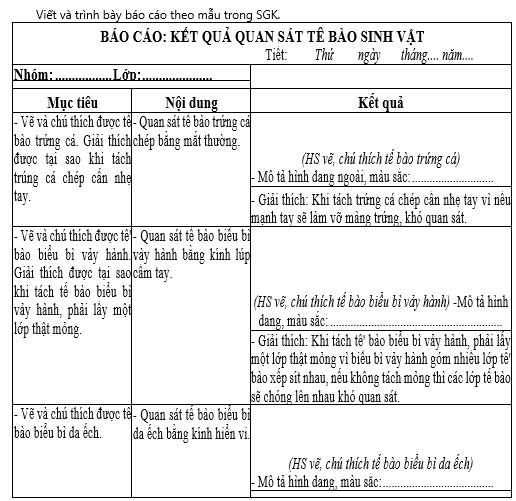 Viết và trình bày báo cáo theo mẫu trong SGK.
BÁO CÁO: KẾT QUẢ QUAN SÁT TẾ BÀO SINH VẬT
Tiết: Thứ ngày tháng.... năm....
Nhóm: .................Lớp:.....................
Mục tiêu
Nội dung
Kết quả
- Vẽ và chú thích được tế
bào trứng cá. Giải thích
được tại sao khi tách
trúng cá chép cấn nhẹ
tay.
- Quan sát tế bào trứng cá
chép bằng mắt thường.
(HS vẽ, chú thích tế bào trứng cá)
- Mô tả hình dang ngoài, màu sắc:.........................
- Giải thích: Khi tách trứng cá chép cân nhẹ tay vì nếu
mạnh tay sẽ làm vỡ màng trứng, khó quan sát.
- Vẽ và chú thích được tế'
bào biểu bì vảy hành.
Giải thích được tại sao
khi tách tế bào biểu bì
vảy hành, phải lấy một
lớp thật mỏng.
- Quan sát tế bào biểu bì
vảy hành bằng kính lúp
cầm tay.
(HS vẽ, chú thích tế bào biểu bì vảy hành) -Mô tả hình
dang, màu sắc: ....................................................
- Giải thích: Khi tách tê' bào biểu bì vảy hành, phải lấy
một lớp thật mỏng vì biểu bì vảy hành gồm nhiều lớp tê'
bào xếp sít nhau, nếu không tách mỏng thì các lớp tế bào
sẽ chóng lên nhau khó quan sát.
- Vẽ và chú thích được tế
bào biểu bì da ếch.
- Quan sát tế bào biểu bì
da ếch bằng kính hiển vi.
(HS vẽ, chú thích tế bào biểu bì da ếch)
- Mô tả hình dang, màu sắc:..................................